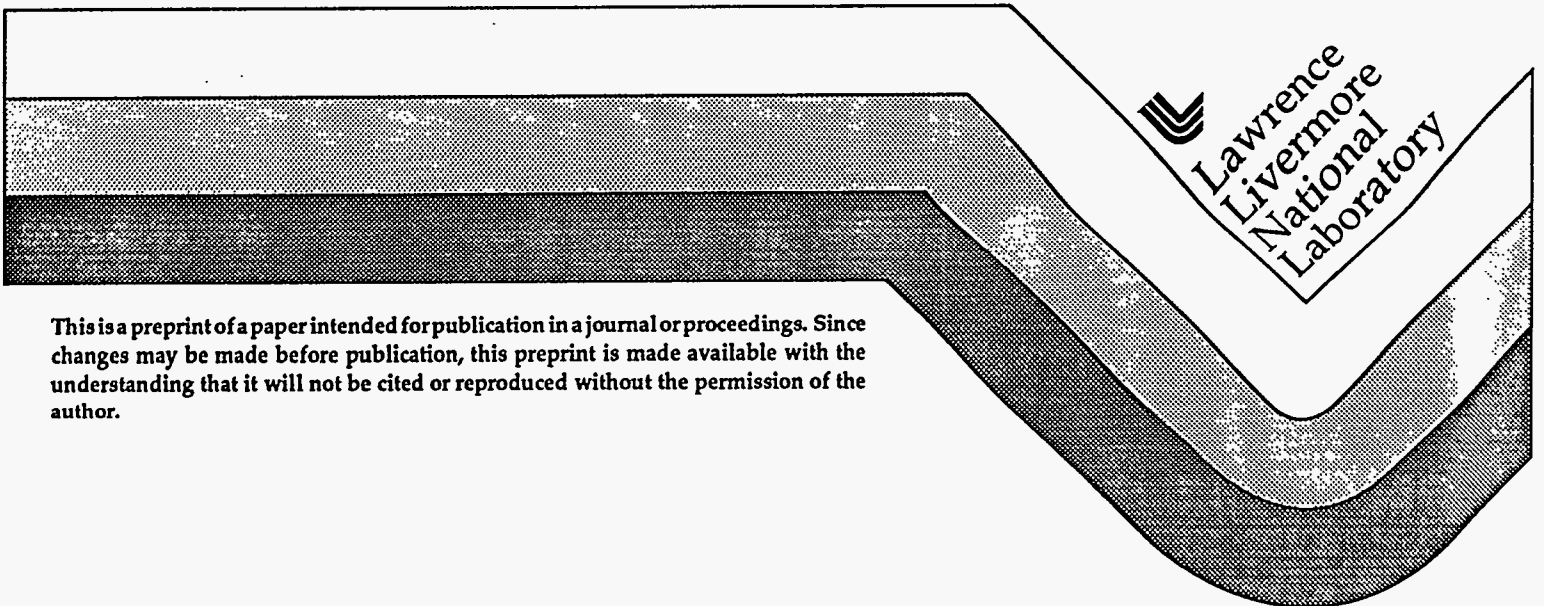 Lawrence
Livermore
National
Laboratory
This is a preprint of a paper intended for publication in a journal or proceedings. Since
changes may be made before publication, this preprint is made available with the
understanding that it will not be cited or reproduced without the permission of the
author.